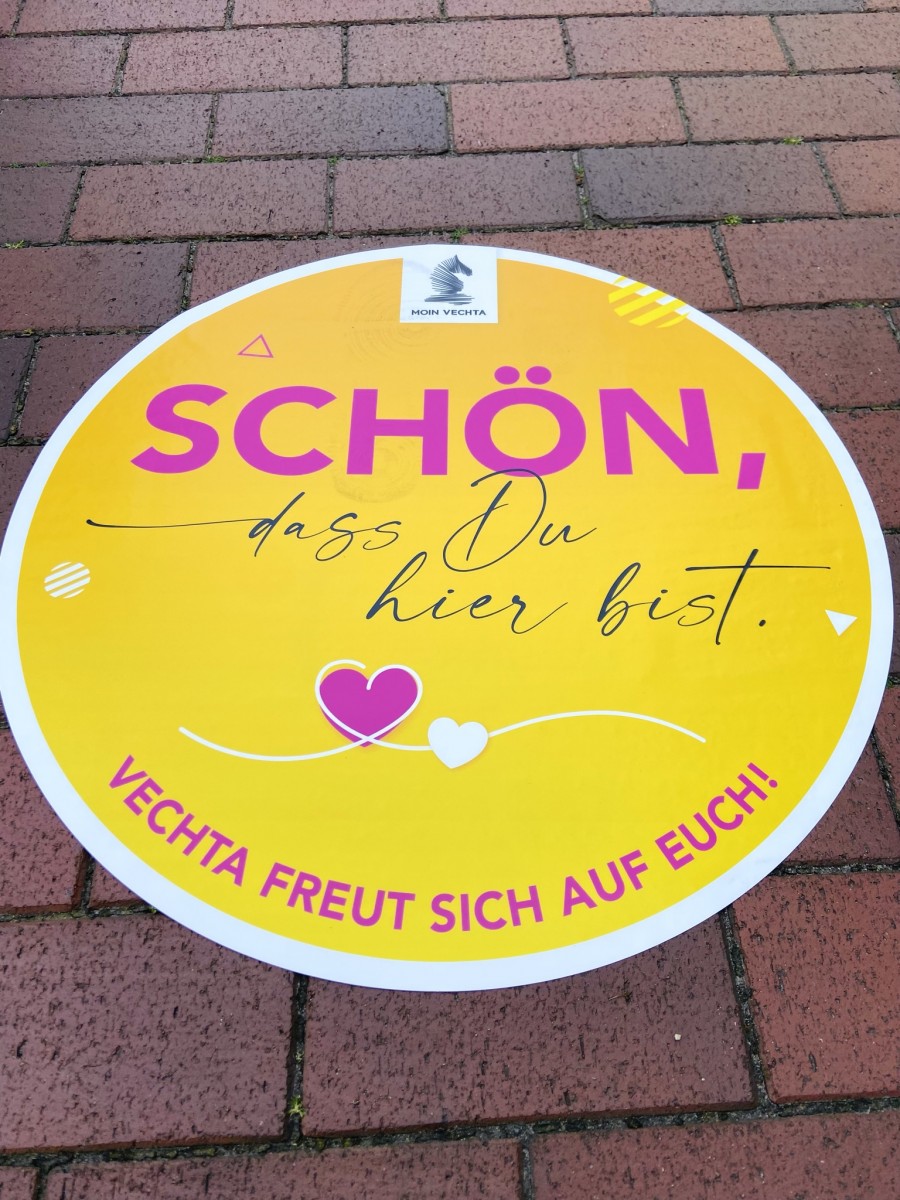 MOIN VECHTA
SCHÖN,
dass Du
hier bist.
VECHTA FREUT SICH AUF EUCH!